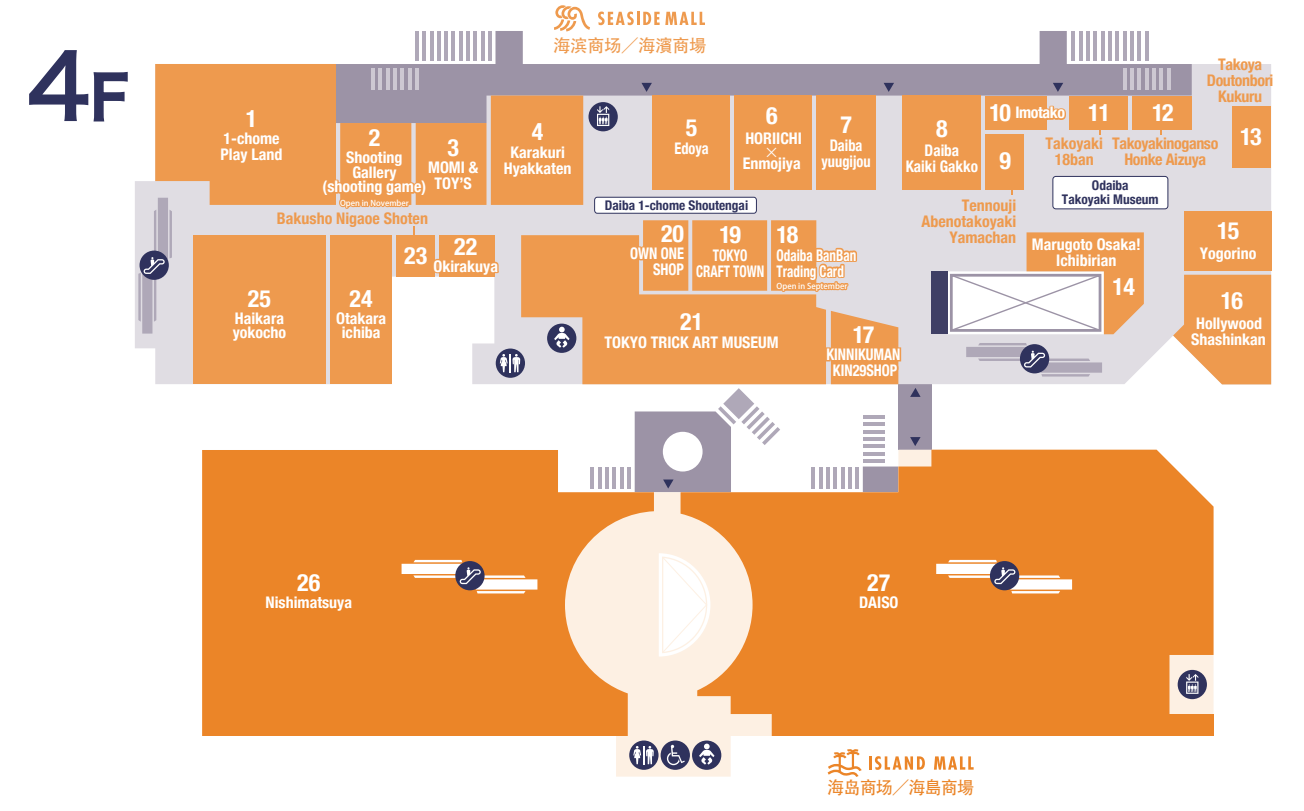 SEASIDE MALL
海滨商场／海濱商場
4F
1
1-chome
Play Land
2
Shooting
Gallery
(shooting game)
Open in November
3
MOMI &
TOY'S
4
Karakuri
Hyakkaten
5
Edoya
6
HORIICHI
×
Enmojiya
7
Daiba
yuugijou
8
Daiba
Kaiki Gakko
9
Tennouji
Abenotakoyaki
Yamachan
10 Imotako
11
Takoyaki
18ban
12
Takoyakinoganso
Honke Aizuya
Takoya
Doutonbori
Kukuru
13
Daiba 1-chome Shoutengai
Odaiba
Takoyaki Museum
Bakusho Nigaoe Shoten
23
22
Okirakuya
25
Haikara
yokocho
24
Otakara
ichiba
20
OWN ONE
SHOP
19
TOKYO
CRAFT TOWN
18
Odaiba BanBan
Trading Card
Open in September
21
TOKYO TRICK ART MUSEUM
17
KINNIKUMAN
KIN29SHOP
Marugoto Osaka!
Ichibirian
14
15
Yogorino
16
Hollywood
Shashinkan
26
Nishimatsuya
27
DAISO
ISLAND MALL
海岛商场／海島商場